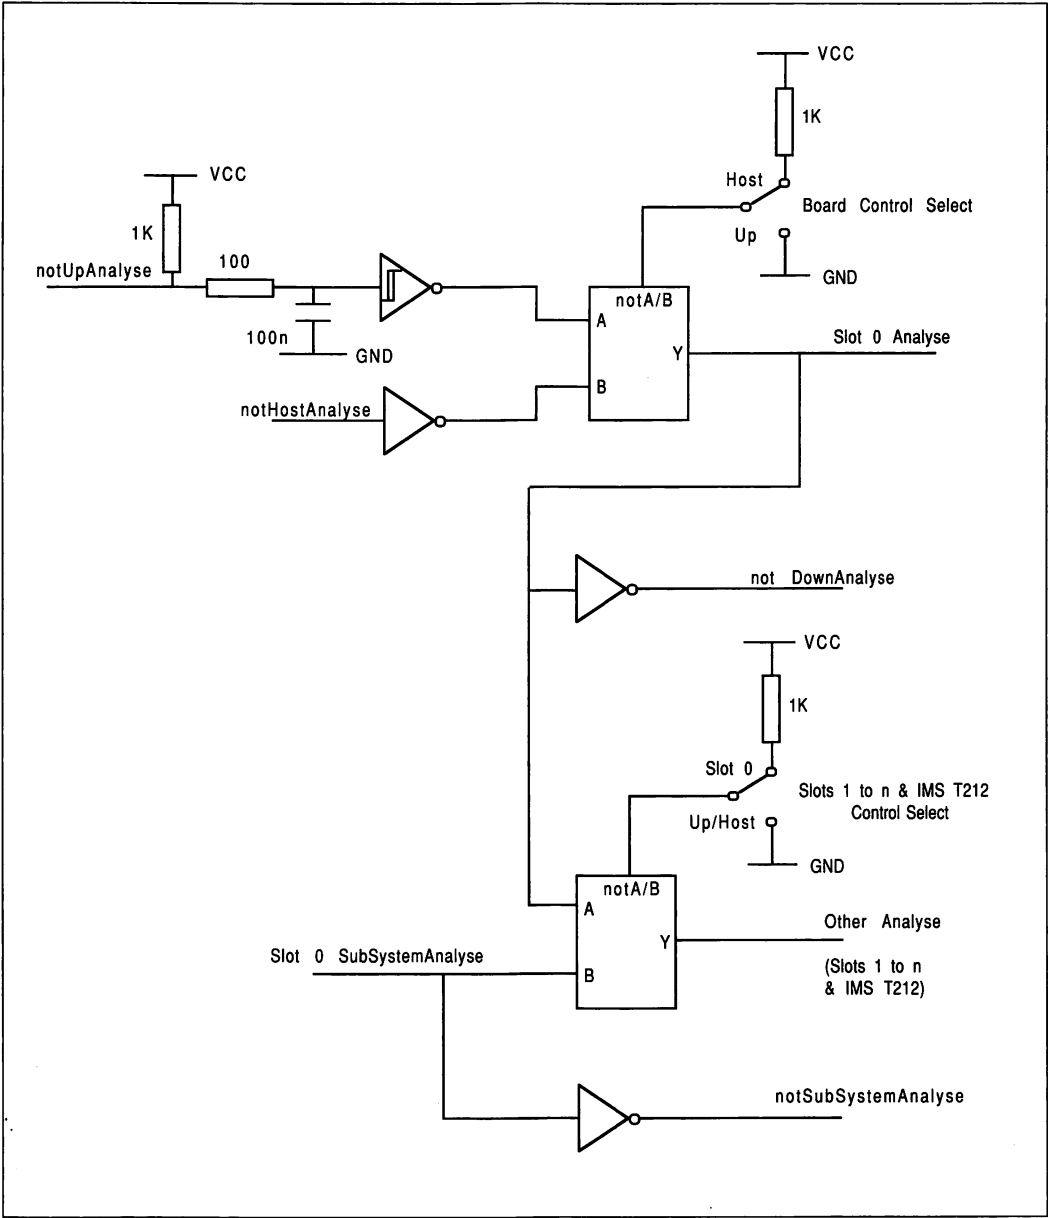 VCC
1K
Host
Board Control Select
Up
GND
VCC
1K
notUpAnalyse
100
100n
GND
notHostAnalyse
notA/B
A
Y
B
Slot 0 Analyse
not DownAnalyse
VCC
1K
Slot 0
Slots 1 to n & IMS T212
Control Select
Up/Host
GND
notA/B
A
Y
B
Other Analyse
(Slots 1 to n
& IMS T212)
Slot 0 SubSystemAnalyse
notSubSystemAnalyse